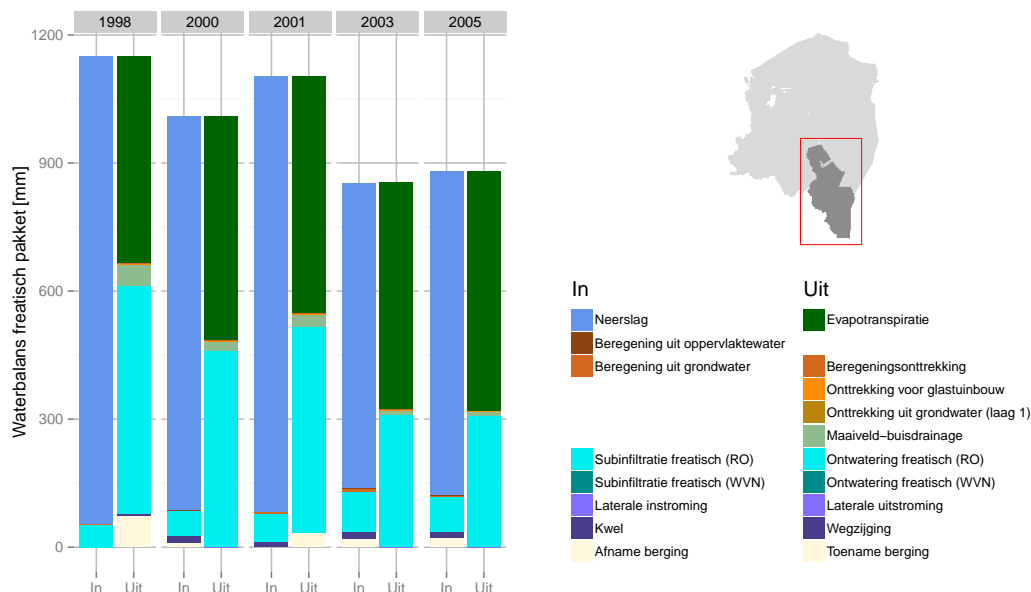 1998 2000 2001 2003 2005
1200
900
600
300
0
Waterbalans freatisch pakket [mm]
In Uit In Uit In Uit In Uit In Uit
In
Neerslag
Beregening uit oppervlaktewater
Beregening uit grondwater
Subinfiltratie freatisch (RO)
Subinfiltratie freatisch (WVN)
Laterale instroming
Kwel
Afname berging
Uit
Evapotranspiratie
Beregeningsonttrekking
Onttrekking voor glastuinbouw
Onttrekking uit grondwater (laag 1)
Maaiveld−buisdrainage
Ontwatering freatisch (RO)
Ontwatering freatisch (WVN)
Laterale uitstroming
Wegzijging
Toename berging